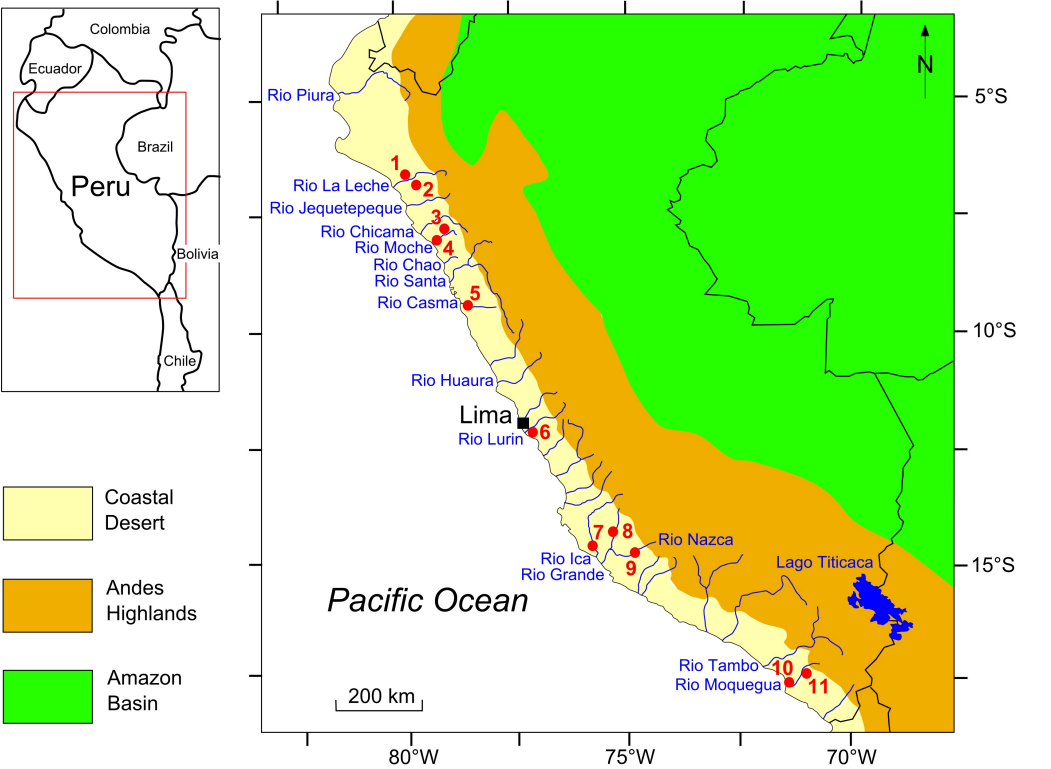 Colombia
Ecuador
Brazil
Peru
Bolivia
Chile
Coastal
Desert
Andes
Highlands
Amazon
Basin
N
5°S
10°S
15°S
80°W
75°W
70°W
Rio Piura
1
Rio La Leche
2
Rio Jequetepeque
3
Rio Chicama
Rio Moche
4
Rio Chao
Rio Santa
5
Rio Casma
Rio Huaura
Lima
6
Rio Lurin
7
8
Rio Nazca
Rio Ica
9
Rio Grande
Lago Titicaca
Pacific Ocean
Rio Tambo
10
Rio Moquegua
11
200 km